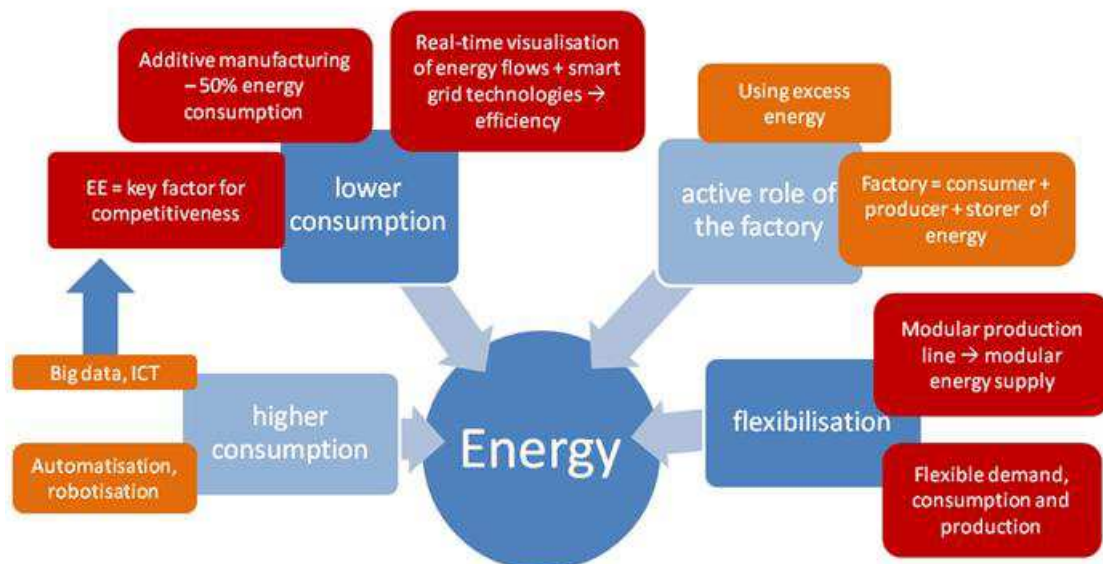 Additive manufacturing
– 50% energy
consumption
Real-time visualisation
of energy flows + smart
grid technologies →
efficiency
EE = key factor for
competitiveness
lower
consumption
Using excess
energy
active role of
the factory
Factory = consumer +
producer + storer of
energy
Big data, ICT
higher
consumption
Automatisation,
robotisation
Energy
flexibilisation
Modular production
line → modular
energy supply
Flexible demand,
consumption and
production